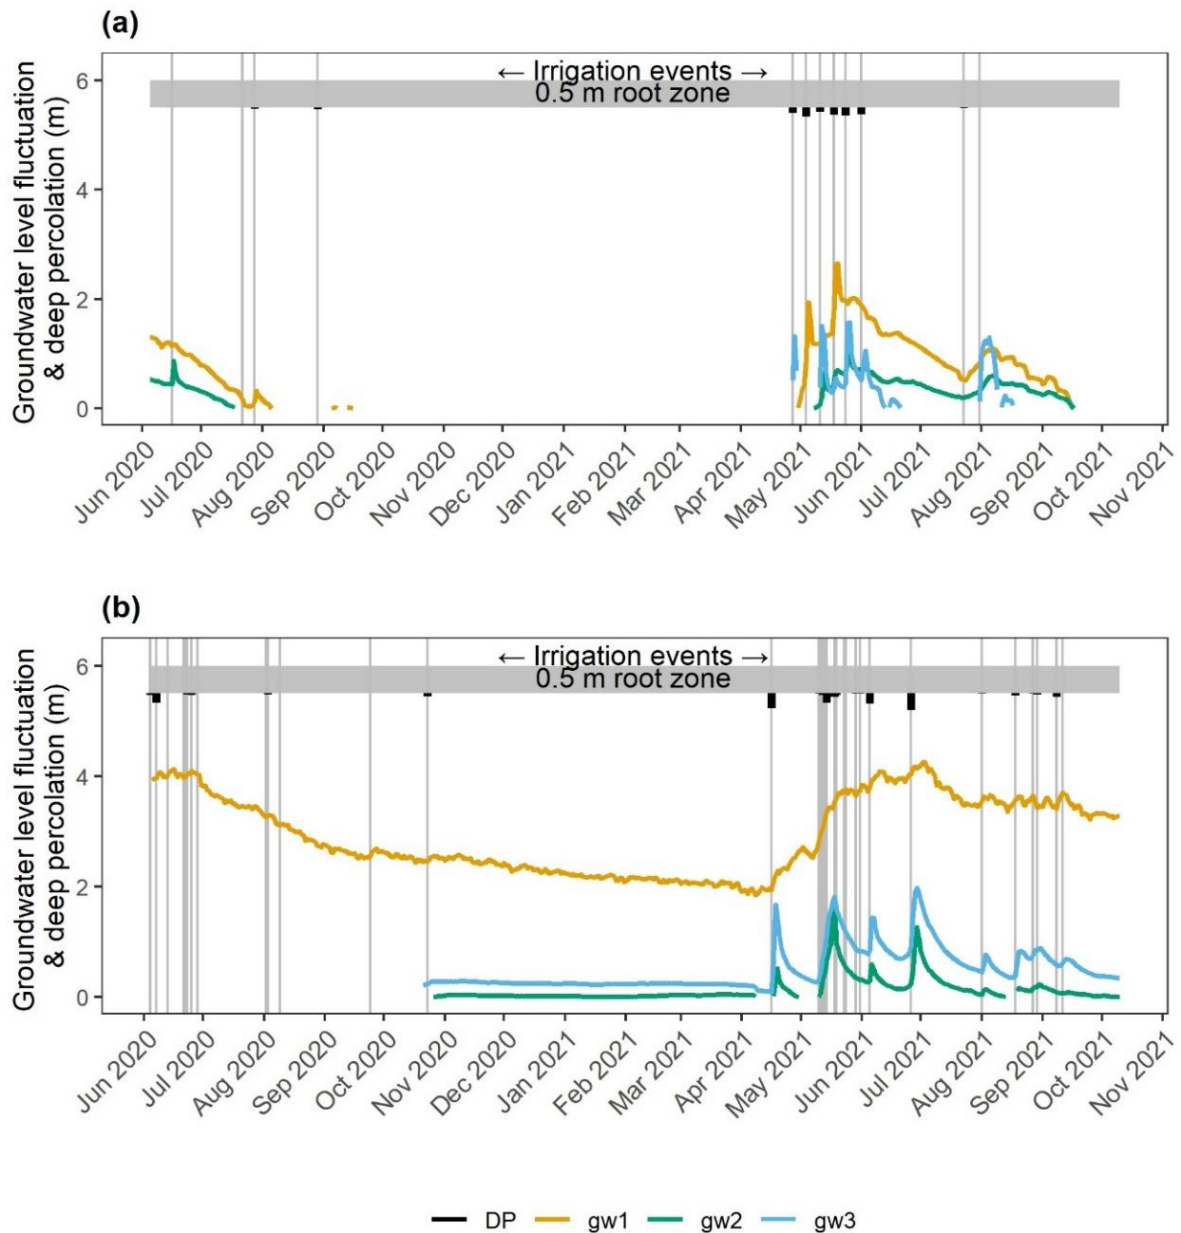 (a)
← Irrigation events →
0.5 m root zone
Groundwater level fluctuation
& deep percolation (m)
6
4
2
0
Jun 2020
Jul 2020
Aug 2020
Sep 2020
Oct 2020
Nov 2020
Dec 2020
Jan 2021
Feb 2021
Mar 2021
Apr 2021
May 2021
Jun 2021
Jul 2021
Aug 2021
Sep 2021
Oct 2021
Nov 2021
(b)
← Irrigation events →
0.5 m root zone
Groundwater level fluctuation
& deep percolation (m)
6
4
2
0
Jun 2020
Jul 2020
Aug 2020
Sep 2020
Oct 2020
Nov 2020
Dec 2020
Jan 2021
Feb 2021
Mar 2021
Apr 2021
May 2021
Jun 2021
Jul 2021
Aug 2021
Sep 2021
Oct 2021
Nov 2021
DP gw1 gw2 gw3